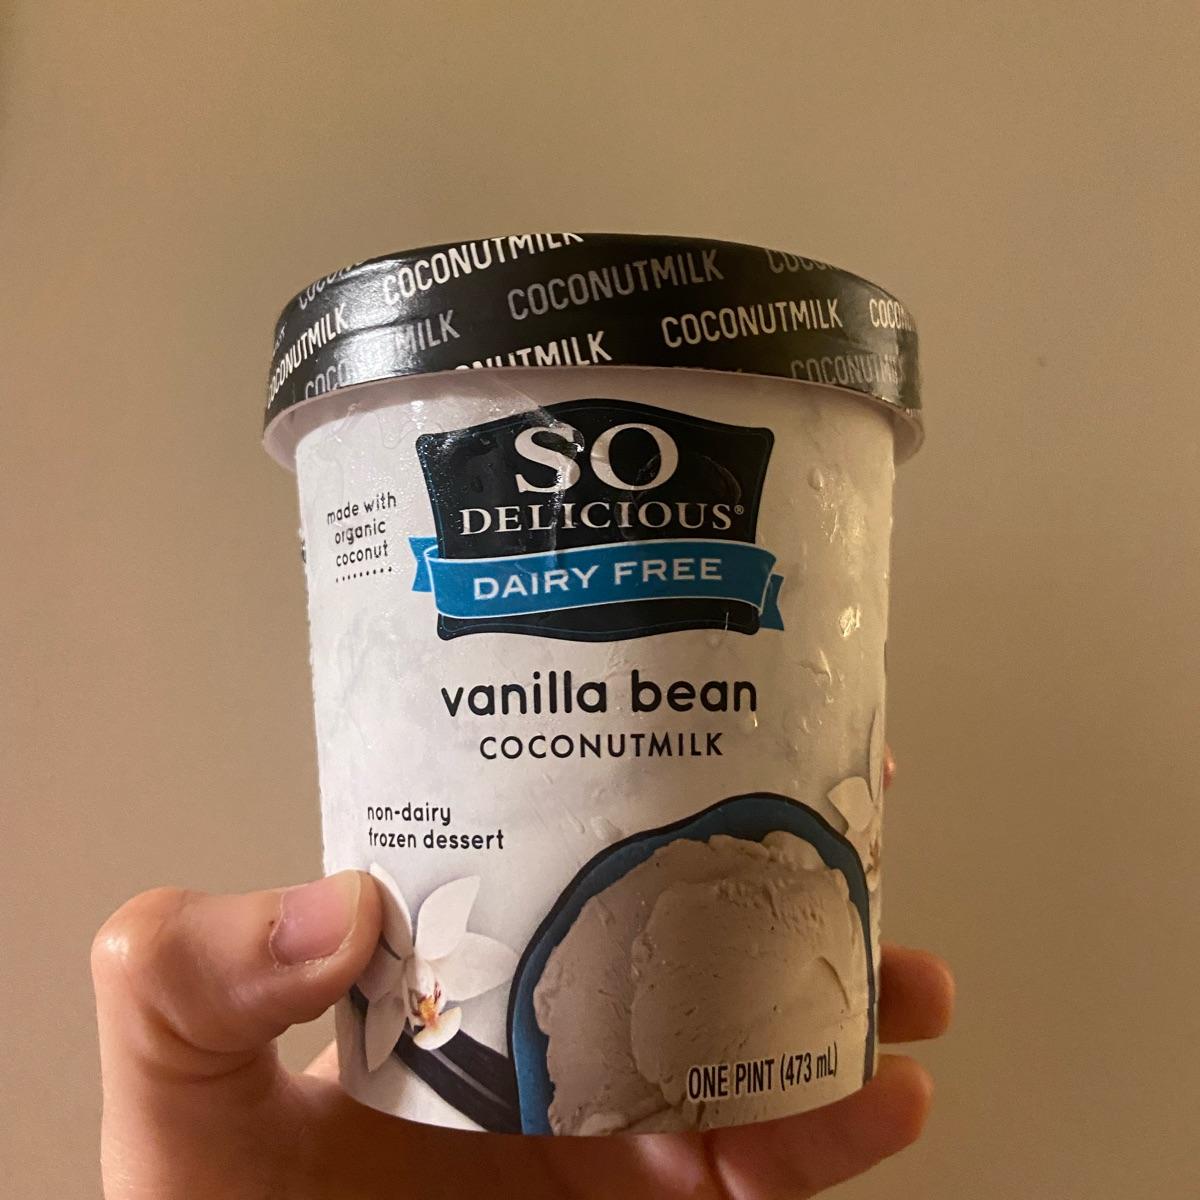 COCONUTMILK
COCONUTMILK
COCONUTMILK
SO
DELICIOUS®
DAIRY FREE
made with
organic
coconut
vanilla bean
COCONUTMILK
non-dairy
frozen dessert
ONE PINT (473 mL)